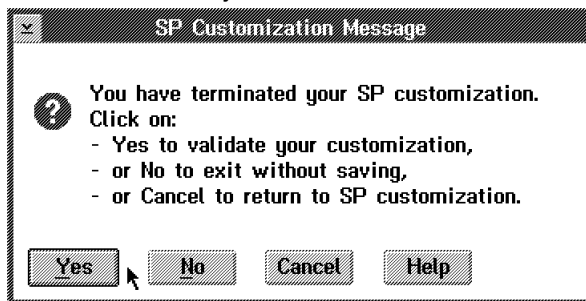 SP Customization Message
You have terminated your SP customization.
Click on:
- Yes to validate your customization,
- or No to exit without saving,
- or Cancel to return to SP customization.
Yes No Cancel Help